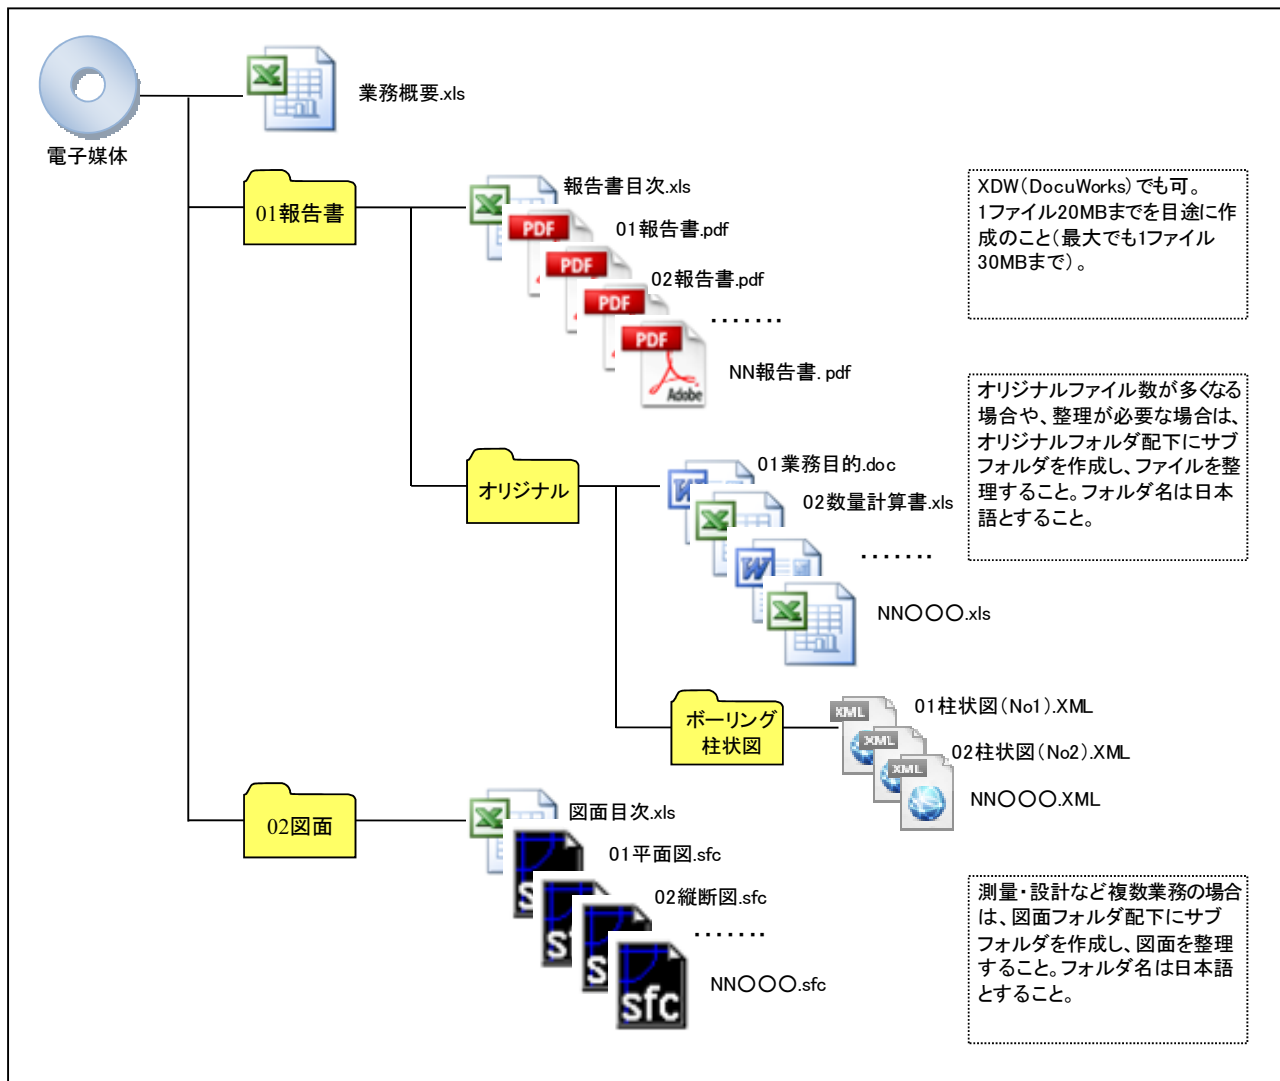 業務概要.xls
電子媒体
01報告書
報告書目次.xls
PDF
01報告書.pdf
PDF
02報告書.pdf
PDF
.......
PDF
Adobe
NN報告書. pdf
XDW(DocuWorks)でも可。
1ファイル20MBまでを目途に作
成のこと(最大でも1ファイル
30MBまで)。
オリジナル
01業務目的.doc
W
02数量計算書.xls
.......
W
NN〇〇〇.xls
オリジナルファイル数が多くなる
場合や、整理が必要な場合は、
オリジナルフォルダ配下にサブ
フォルダを作成し、ファイルを整
理すること。フォルダ名は日本
語とすること。
ボーリング
柱状図
XML
01柱状図(No1).XML
XML
02柱状図(No2).XML
XML
NN〇〇〇.XML
02図面
図面目次.xls
01平面図.sfc
02縦断図.sfc
.......
sfc
NN〇〇〇.sfc
測量・設計など複数業務の場合
は、図面フォルダ配下にサブ
フォルダを作成し、図面を整理
すること。フォルダ名は日本語
とすること。